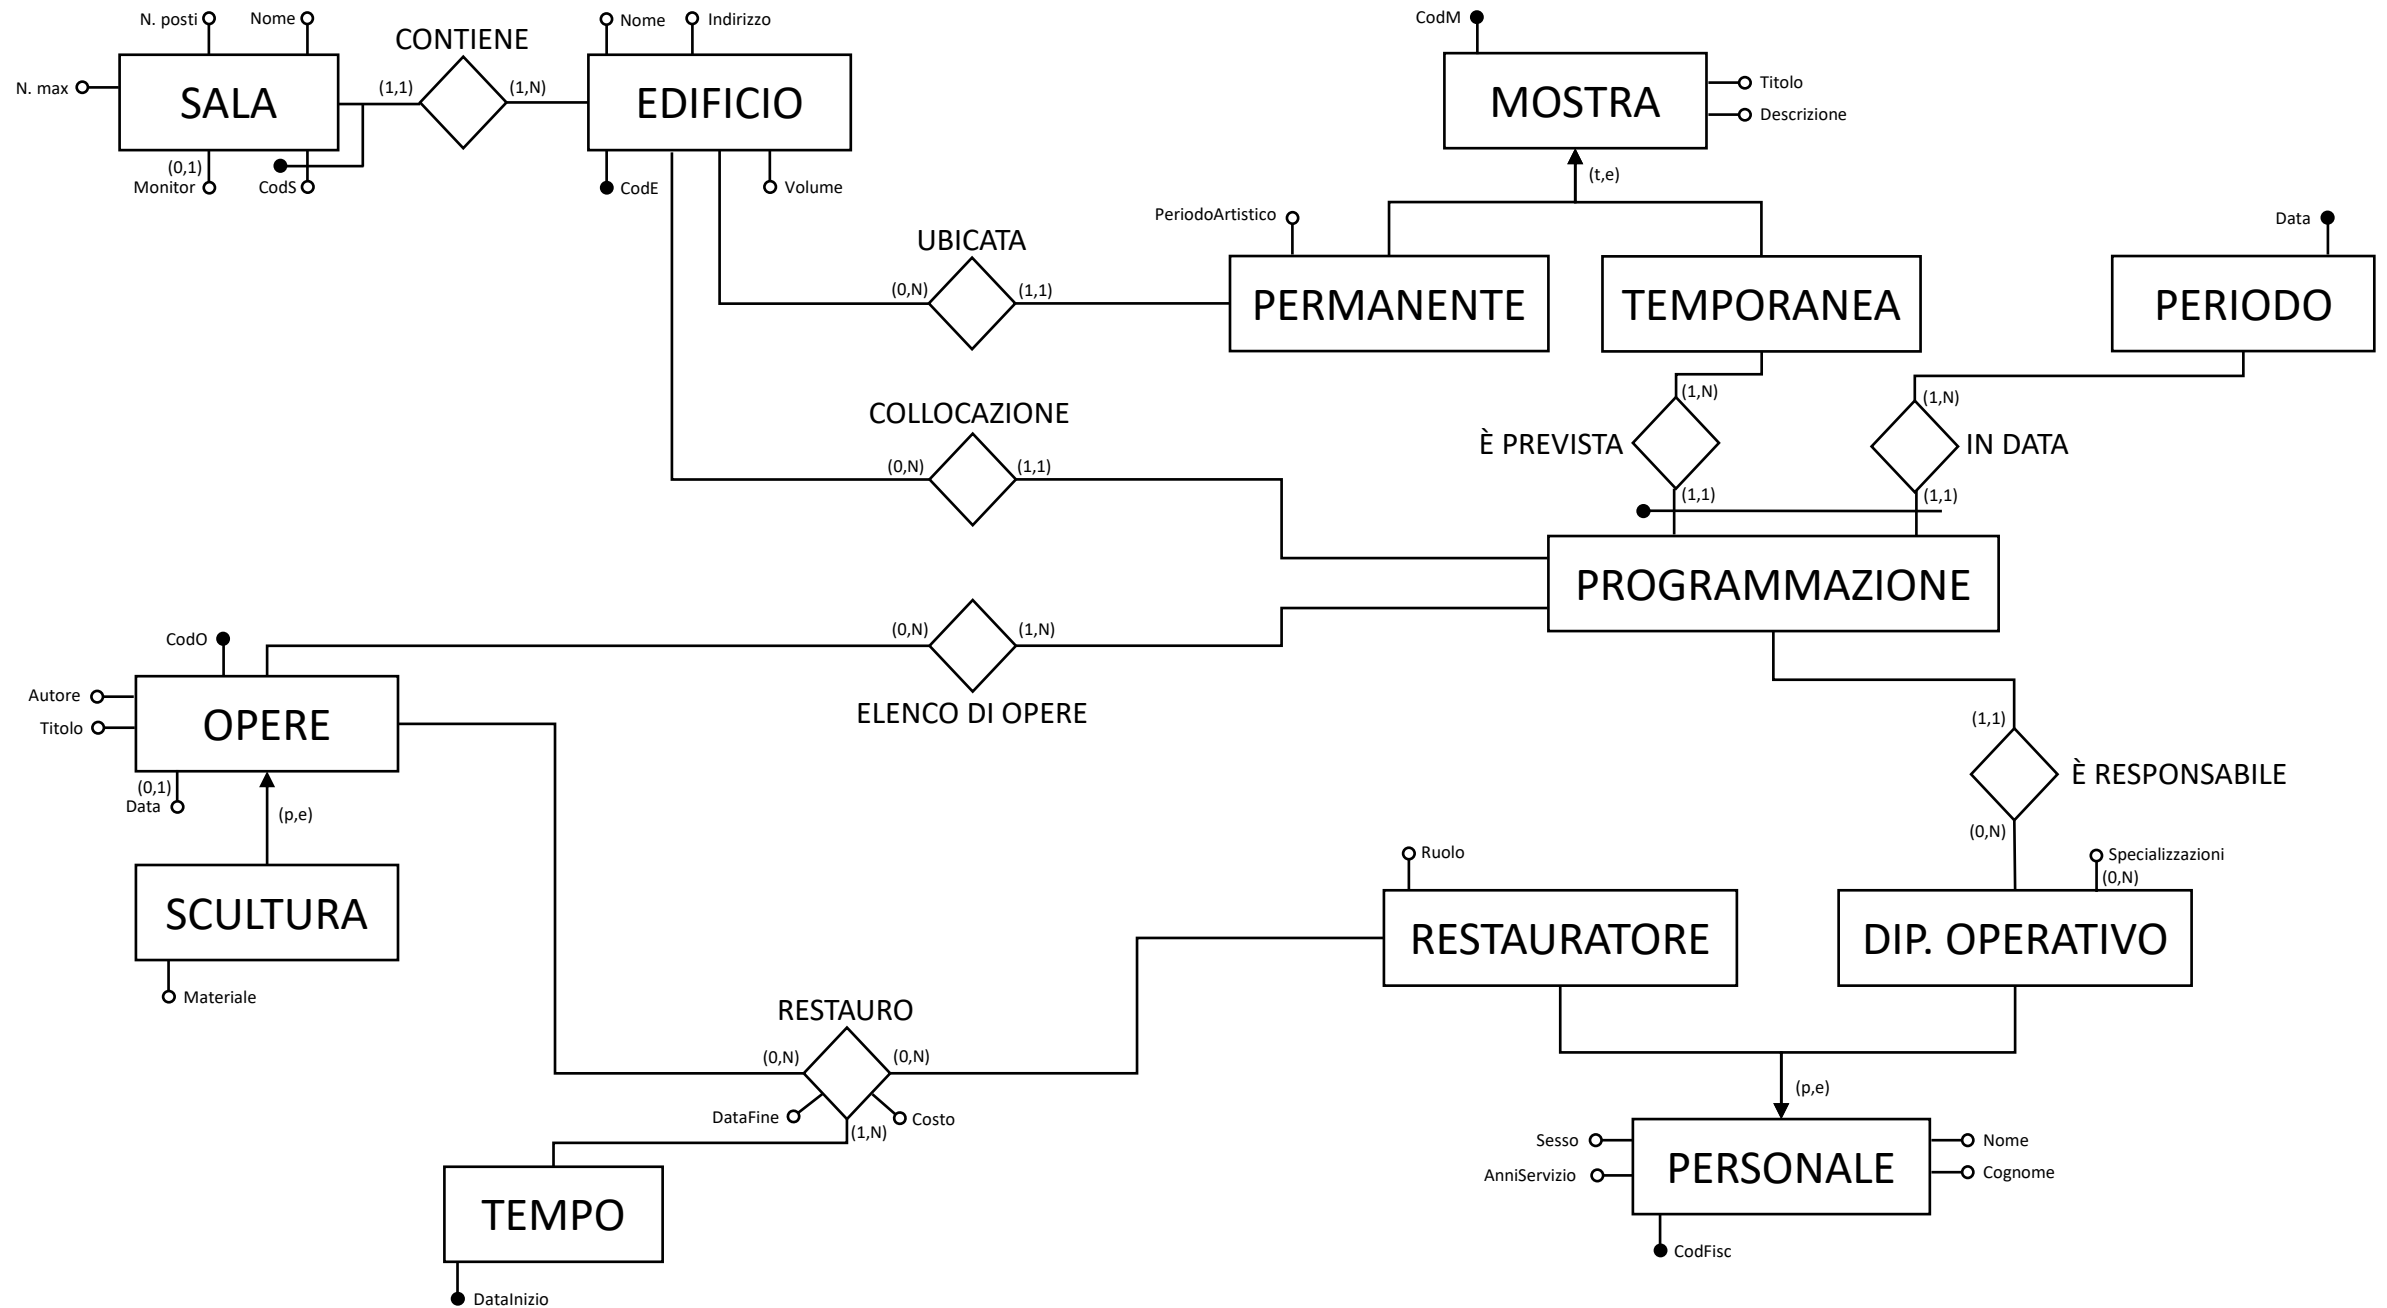 N. posti
Nome
CONTIENE
Nome
Indirizzo
CodM
N. max
SALA
(1,1)
(1,N)
EDIFICIO
MOSTRA
Titolo
Descrizione
(0,1)
Monitor
CodS
CodE
Volume
(t,e)
PeriodoArtistico
Data
UBICATA
(0,N)
(1,1)
PERMANENTE
TEMPORANEA
PERIODO
COLLOCAZIONE
(1,N)
(1,N)
È PREVISTA
IN DATA
(0,N)
(1,1)
(1,1)
(1,1)
PROGRAMMAZIONE
CodO
(0,N)
(1,N)
Autore
Titolo
OPERE
ELENCO DI OPERE
(1,1)
(0,1)
Data
(p,e)
È RESPONSABILE
(0,N)
Ruolo
Specializzazioni
(0,N)
SCULTURA
RESTAURATORE
DIP. OPERATIVO
Materiale
RESTAURO
(0,N)
(0,N)
DataFine
Costo
(1,N)
(p,e)
Sesso
Nome
AnniServizio
PERSONALE
Cognome
TEMPO
CodFisc
DataInizio